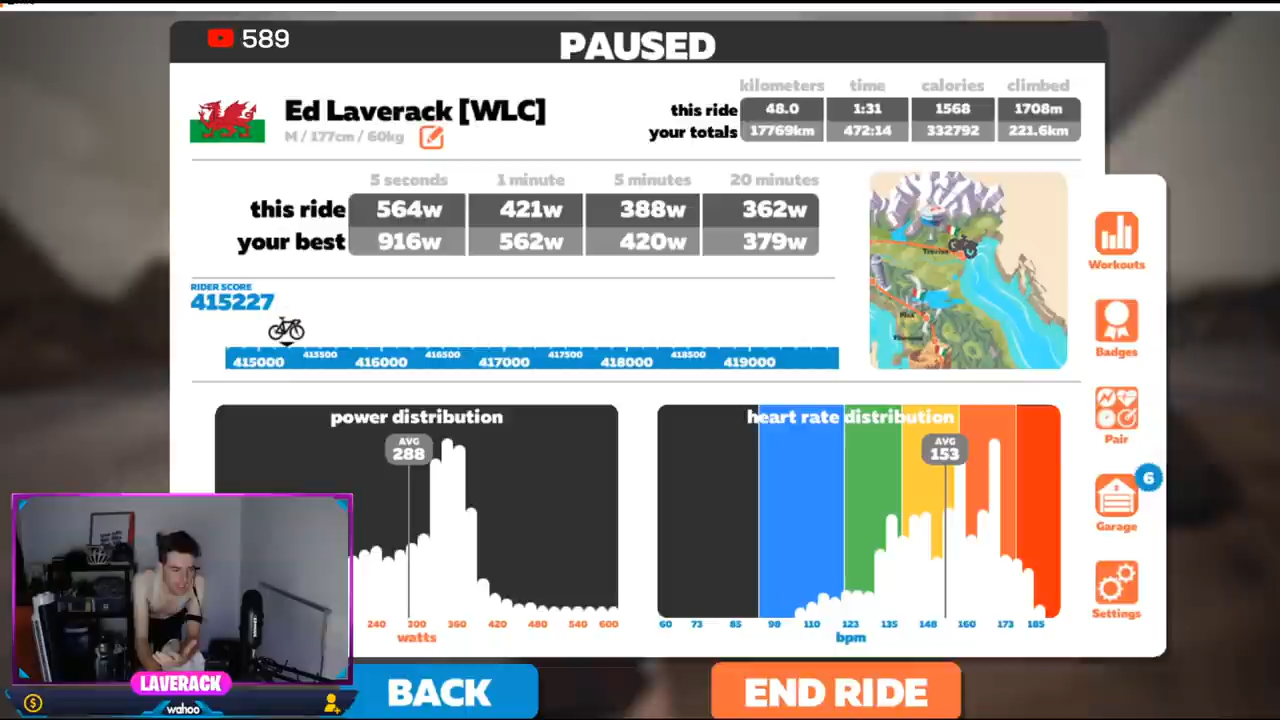 589
PAUSED
Ed Laverack [WLC]
M / 177cm / 60kg
kilometers time calories climbed
this ride 48.0 1:31 1568 1708m
your totals 17769km 472:14 332792 221.6km
5 seconds 1 minute 5 minutes 20 minutes
this ride 564w 421w 388w 362w
your best 916w 562w 420w 379w
RIDER SCORE
415227
415000 415500 416000 416500 417000 417500 418000 418500 419000
Treviso
Pisa
Workouts
Badges
Pair
6
Garage
Settings
power distribution
AVG
288
240 300 360 420 480 540 600
watts
heart rate distribution
AVG
153
60 73 85 98 110 123 135 148 160 173 185
bpm
LAVERACK
wahoo
BACK
END RIDE